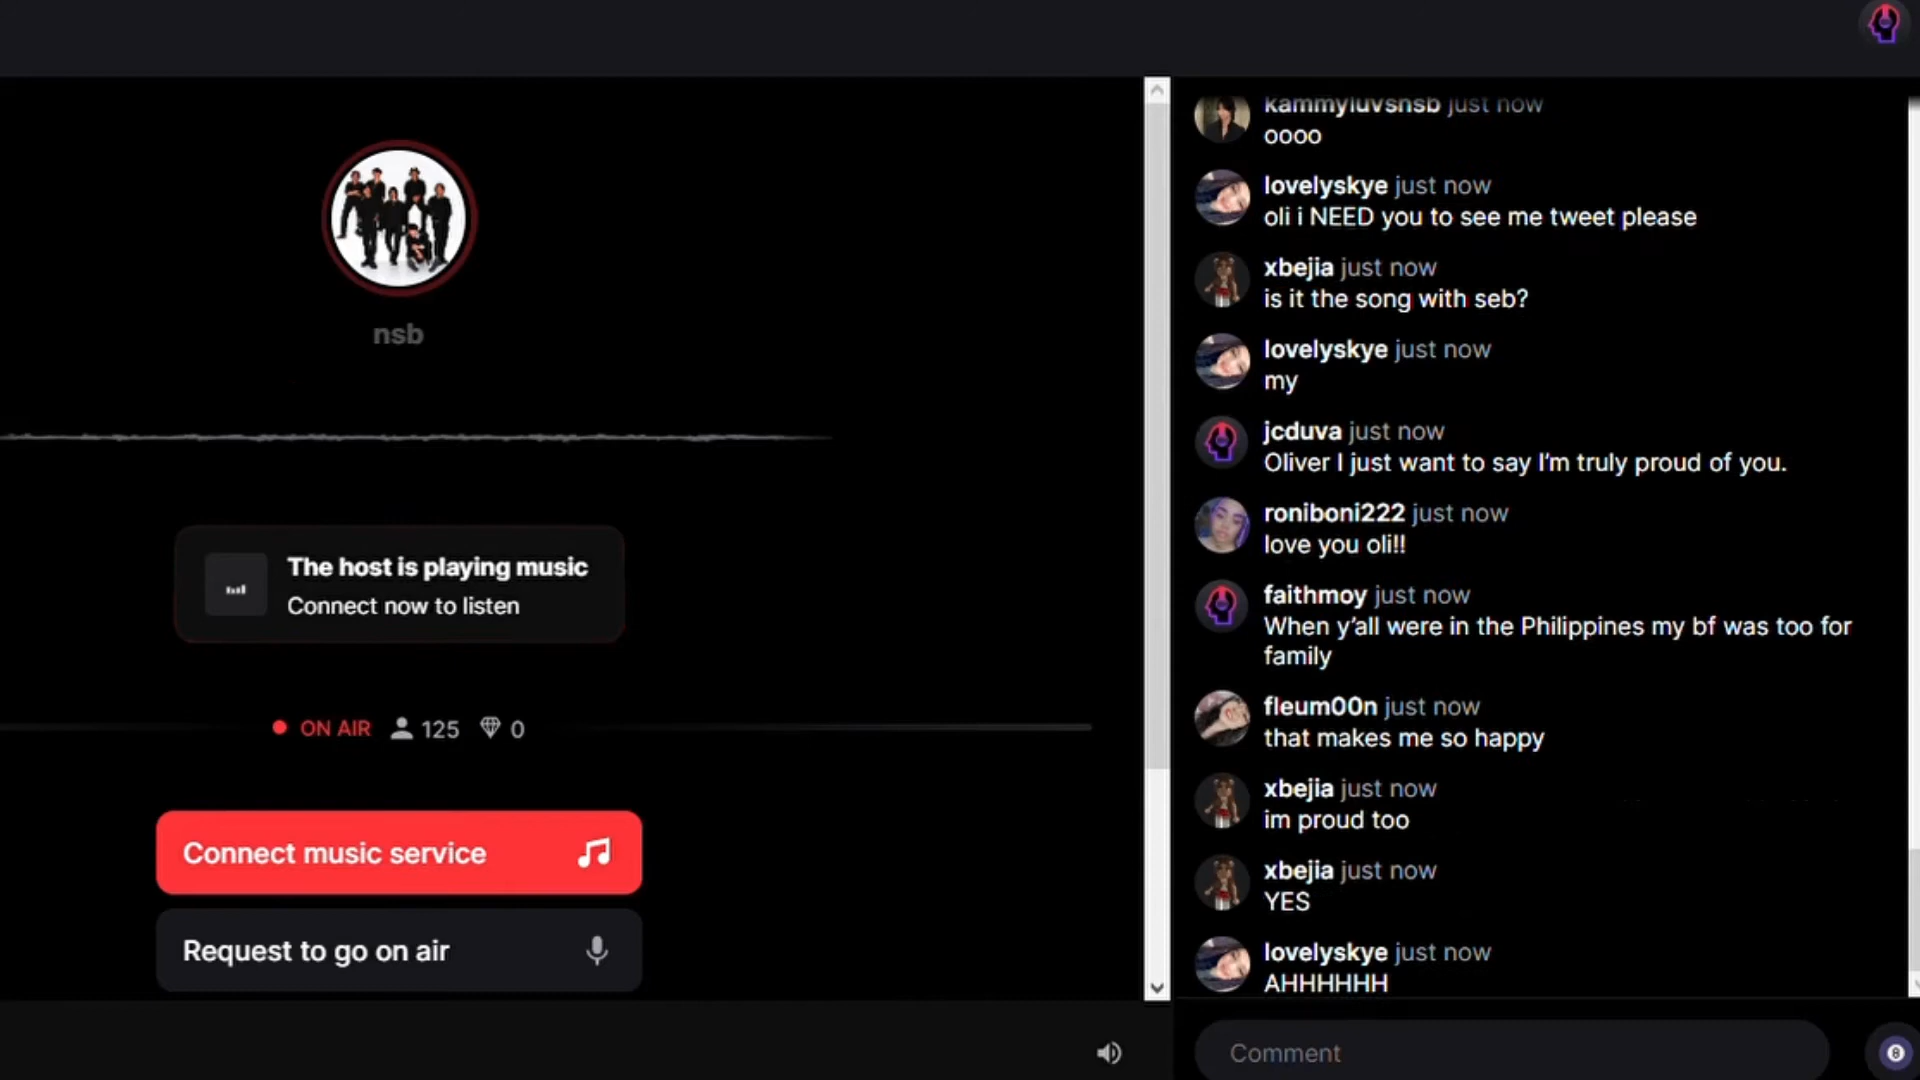 nsb
The host is playing music
Connect now to listen
ON AIR 125 0
Connect music service
Request to go on air
kammyluvsnsb just now
oooo
lovelyskye just now
oli i NEED you to see me tweet please
xbejia just now
is it the song with seb?
lovelyskye just now
my
jcduva just now
Oliver I just want to say I'm truly proud of you.
roniboni222 just now
love you oli!!
faithmoy just now
When y'all were in the Philippines my bf was too for
family
fleum00n just now
that makes me so happy
xbejia just now
im proud too
xbejia just now
YES
lovelyskye just now
AHHHHHH
Comment
8